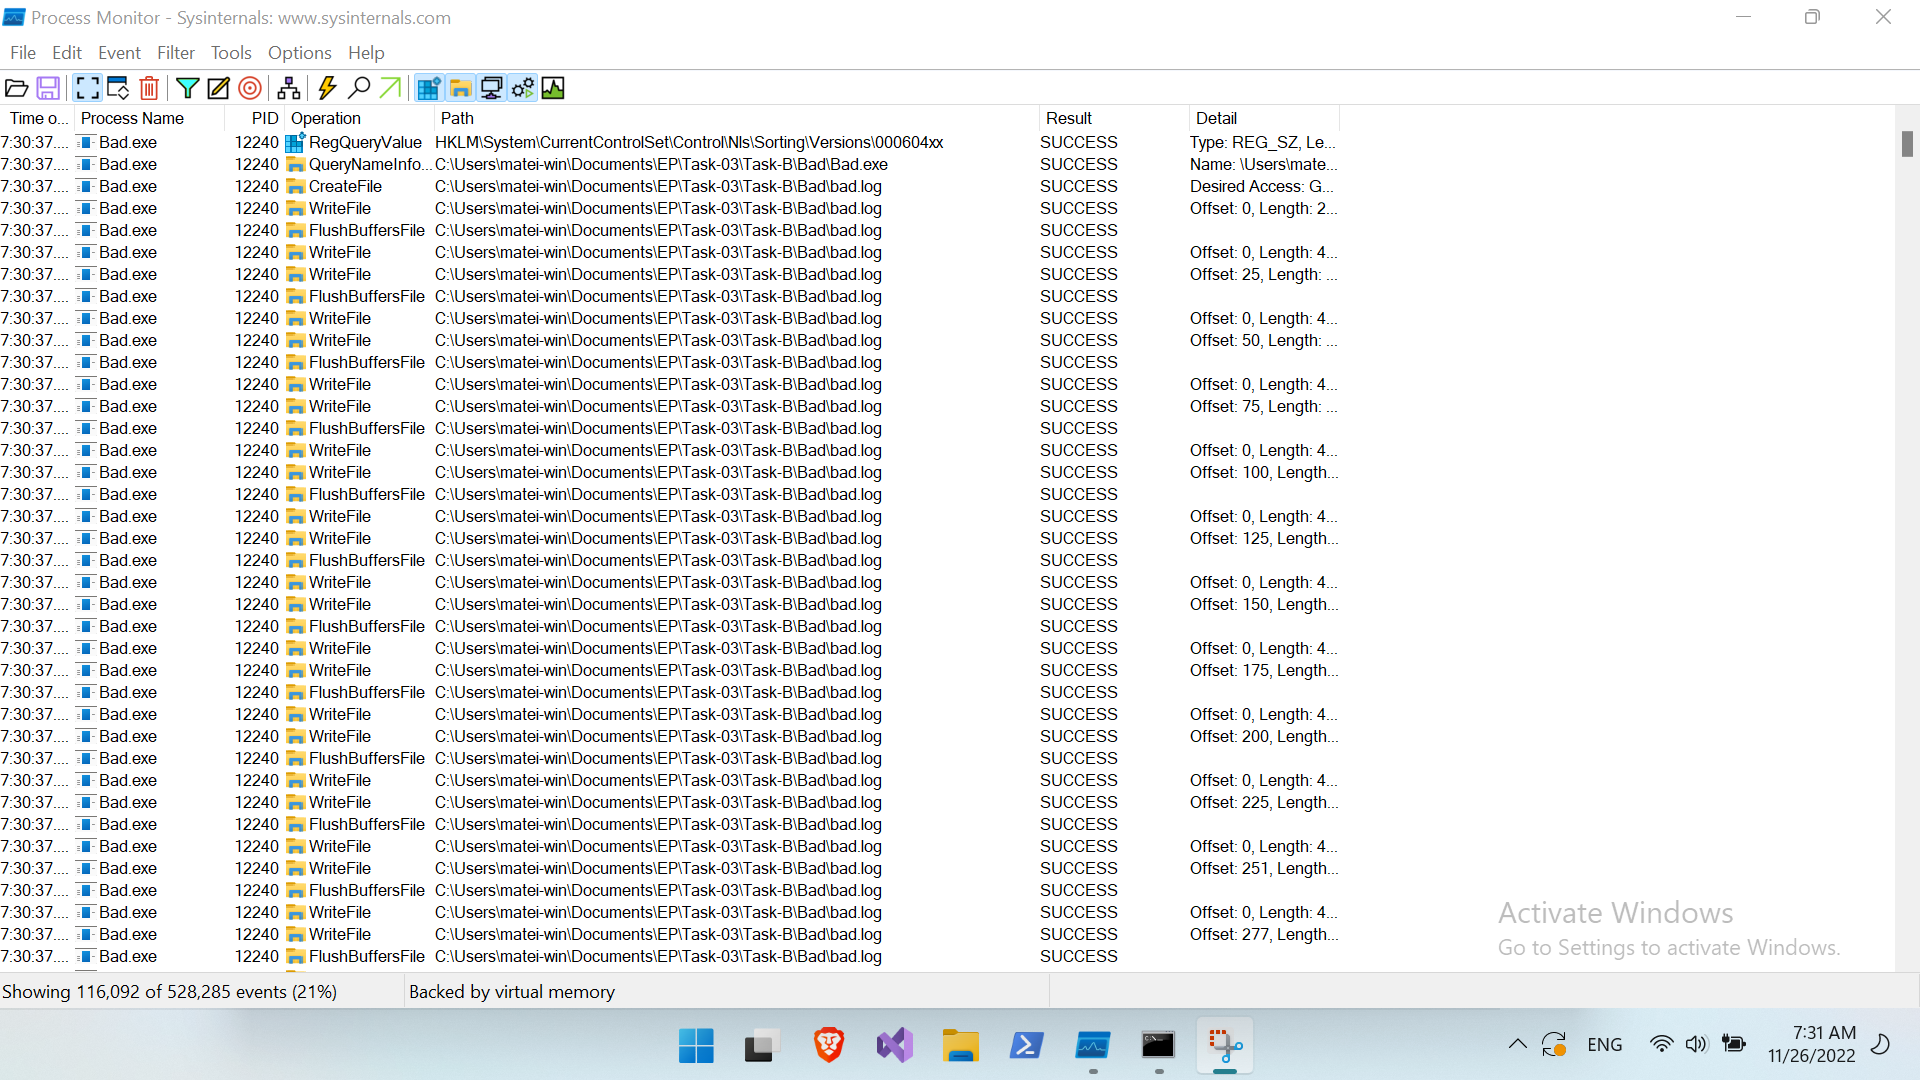 Process Monitor - Sysinternals: www.sysinternals.com
File Edit Event Filter Tools Options Help
Time o... Process Name PID Operation Path Result Detail
7:30:37.... Bad.exe 12240 RegQueryValue HKLM\System\CurrentControlSet\Control\Nls\Sorting\Versions\000604xx SUCCESS Type: REG_SZ, Le...
7:30:37.... Bad.exe 12240 QueryNameInfo... C:\Users\matei-win\Documents\EP\Task-03\Task-B\Bad\Bad.exe SUCCESS Name: \Users\mate...
7:30:37.... Bad.exe 12240 CreateFile C:\Users\matei-win\Documents\EP\Task-03\Task-B\Bad\bad.log SUCCESS Desired Access: G...
7:30:37.... Bad.exe 12240 WriteFile C:\Users\matei-win\Documents\EP\Task-03\Task-B\Bad\bad.log SUCCESS Offset: 0, Length: 2...
7:30:37.... Bad.exe 12240 FlushBuffersFile C:\Users\matei-win\Documents\EP\Task-03\Task-B\Bad\bad.log SUCCESS
7:30:37.... Bad.exe 12240 WriteFile C:\Users\matei-win\Documents\EP\Task-03\Task-B\Bad\bad.log SUCCESS Offset: 0, Length: 4...
7:30:37.... Bad.exe 12240 WriteFile C:\Users\matei-win\Documents\EP\Task-03\Task-B\Bad\bad.log SUCCESS Offset: 25, Length: ...
7:30:37.... Bad.exe 12240 FlushBuffersFile C:\Users\matei-win\Documents\EP\Task-03\Task-B\Bad\bad.log SUCCESS
7:30:37.... Bad.exe 12240 WriteFile C:\Users\matei-win\Documents\EP\Task-03\Task-B\Bad\bad.log SUCCESS Offset: 0, Length: 4...
7:30:37.... Bad.exe 12240 WriteFile C:\Users\matei-win\Documents\EP\Task-03\Task-B\Bad\bad.log SUCCESS Offset: 50, Length: ...
7:30:37.... Bad.exe 12240 FlushBuffersFile C:\Users\matei-win\Documents\EP\Task-03\Task-B\Bad\bad.log SUCCESS
7:30:37.... Bad.exe 12240 WriteFile C:\Users\matei-win\Documents\EP\Task-03\Task-B\Bad\bad.log SUCCESS Offset: 0, Length: 4...
7:30:37.... Bad.exe 12240 WriteFile C:\Users\matei-win\Documents\EP\Task-03\Task-B\Bad\bad.log SUCCESS Offset: 75, Length: ...
7:30:37.... Bad.exe 12240 FlushBuffersFile C:\Users\matei-win\Documents\EP\Task-03\Task-B\Bad\bad.log SUCCESS
7:30:37.... Bad.exe 12240 WriteFile C:\Users\matei-win\Documents\EP\Task-03\Task-B\Bad\bad.log SUCCESS Offset: 0, Length: 4...
7:30:37.... Bad.exe 12240 WriteFile C:\Users\matei-win\Documents\EP\Task-03\Task-B\Bad\bad.log SUCCESS Offset: 100, Length...
7:30:37.... Bad.exe 12240 FlushBuffersFile C:\Users\matei-win\Documents\EP\Task-03\Task-B\Bad\bad.log SUCCESS
7:30:37.... Bad.exe 12240 WriteFile C:\Users\matei-win\Documents\EP\Task-03\Task-B\Bad\bad.log SUCCESS Offset: 0, Length: 4...
7:30:37.... Bad.exe 12240 WriteFile C:\Users\matei-win\Documents\EP\Task-03\Task-B\Bad\bad.log SUCCESS Offset: 125, Length...
7:30:37.... Bad.exe 12240 FlushBuffersFile C:\Users\matei-win\Documents\EP\Task-03\Task-B\Bad\bad.log SUCCESS
7:30:37.... Bad.exe 12240 WriteFile C:\Users\matei-win\Documents\EP\Task-03\Task-B\Bad\bad.log SUCCESS Offset: 0, Length: 4...
7:30:37.... Bad.exe 12240 WriteFile C:\Users\matei-win\Documents\EP\Task-03\Task-B\Bad\bad.log SUCCESS Offset: 150, Length...
7:30:37.... Bad.exe 12240 FlushBuffersFile C:\Users\matei-win\Documents\EP\Task-03\Task-B\Bad\bad.log SUCCESS
7:30:37.... Bad.exe 12240 WriteFile C:\Users\matei-win\Documents\EP\Task-03\Task-B\Bad\bad.log SUCCESS Offset: 0, Length: 4...
7:30:37.... Bad.exe 12240 WriteFile C:\Users\matei-win\Documents\EP\Task-03\Task-B\Bad\bad.log SUCCESS Offset: 175, Length...
7:30:37.... Bad.exe 12240 FlushBuffersFile C:\Users\matei-win\Documents\EP\Task-03\Task-B\Bad\bad.log SUCCESS
7:30:37.... Bad.exe 12240 WriteFile C:\Users\matei-win\Documents\EP\Task-03\Task-B\Bad\bad.log SUCCESS Offset: 0, Length: 4...
7:30:37.... Bad.exe 12240 WriteFile C:\Users\matei-win\Documents\EP\Task-03\Task-B\Bad\bad.log SUCCESS Offset: 200, Length...
7:30:37.... Bad.exe 12240 FlushBuffersFile C:\Users\matei-win\Documents\EP\Task-03\Task-B\Bad\bad.log SUCCESS
7:30:37.... Bad.exe 12240 WriteFile C:\Users\matei-win\Documents\EP\Task-03\Task-B\Bad\bad.log SUCCESS Offset: 0, Length: 4...
7:30:37.... Bad.exe 12240 WriteFile C:\Users\matei-win\Documents\EP\Task-03\Task-B\Bad\bad.log SUCCESS Offset: 225, Length...
7:30:37.... Bad.exe 12240 FlushBuffersFile C:\Users\matei-win\Documents\EP\Task-03\Task-B\Bad\bad.log SUCCESS
7:30:37.... Bad.exe 12240 WriteFile C:\Users\matei-win\Documents\EP\Task-03\Task-B\Bad\bad.log SUCCESS Offset: 0, Length: 4...
7:30:37.... Bad.exe 12240 WriteFile C:\Users\matei-win\Documents\EP\Task-03\Task-B\Bad\bad.log SUCCESS Offset: 251, Length...
7:30:37.... Bad.exe 12240 FlushBuffersFile C:\Users\matei-win\Documents\EP\Task-03\Task-B\Bad\bad.log SUCCESS
7:30:37.... Bad.exe 12240 WriteFile C:\Users\matei-win\Documents\EP\Task-03\Task-B\Bad\bad.log SUCCESS Offset: 0, Length: 4...
7:30:37.... Bad.exe 12240 WriteFile C:\Users\matei-win\Documents\EP\Task-03\Task-B\Bad\bad.log SUCCESS Offset: 277, Length...
7:30:37.... Bad.exe 12240 FlushBuffersFile C:\Users\matei-win\Documents\EP\Task-03\Task-B\Bad\bad.log SUCCESS
Activate Windows
Go to Settings to activate Windows.
Showing 116,092 of 528,285 events (21%) Backed by virtual memory
ENG 7:31 AM
11/26/2022